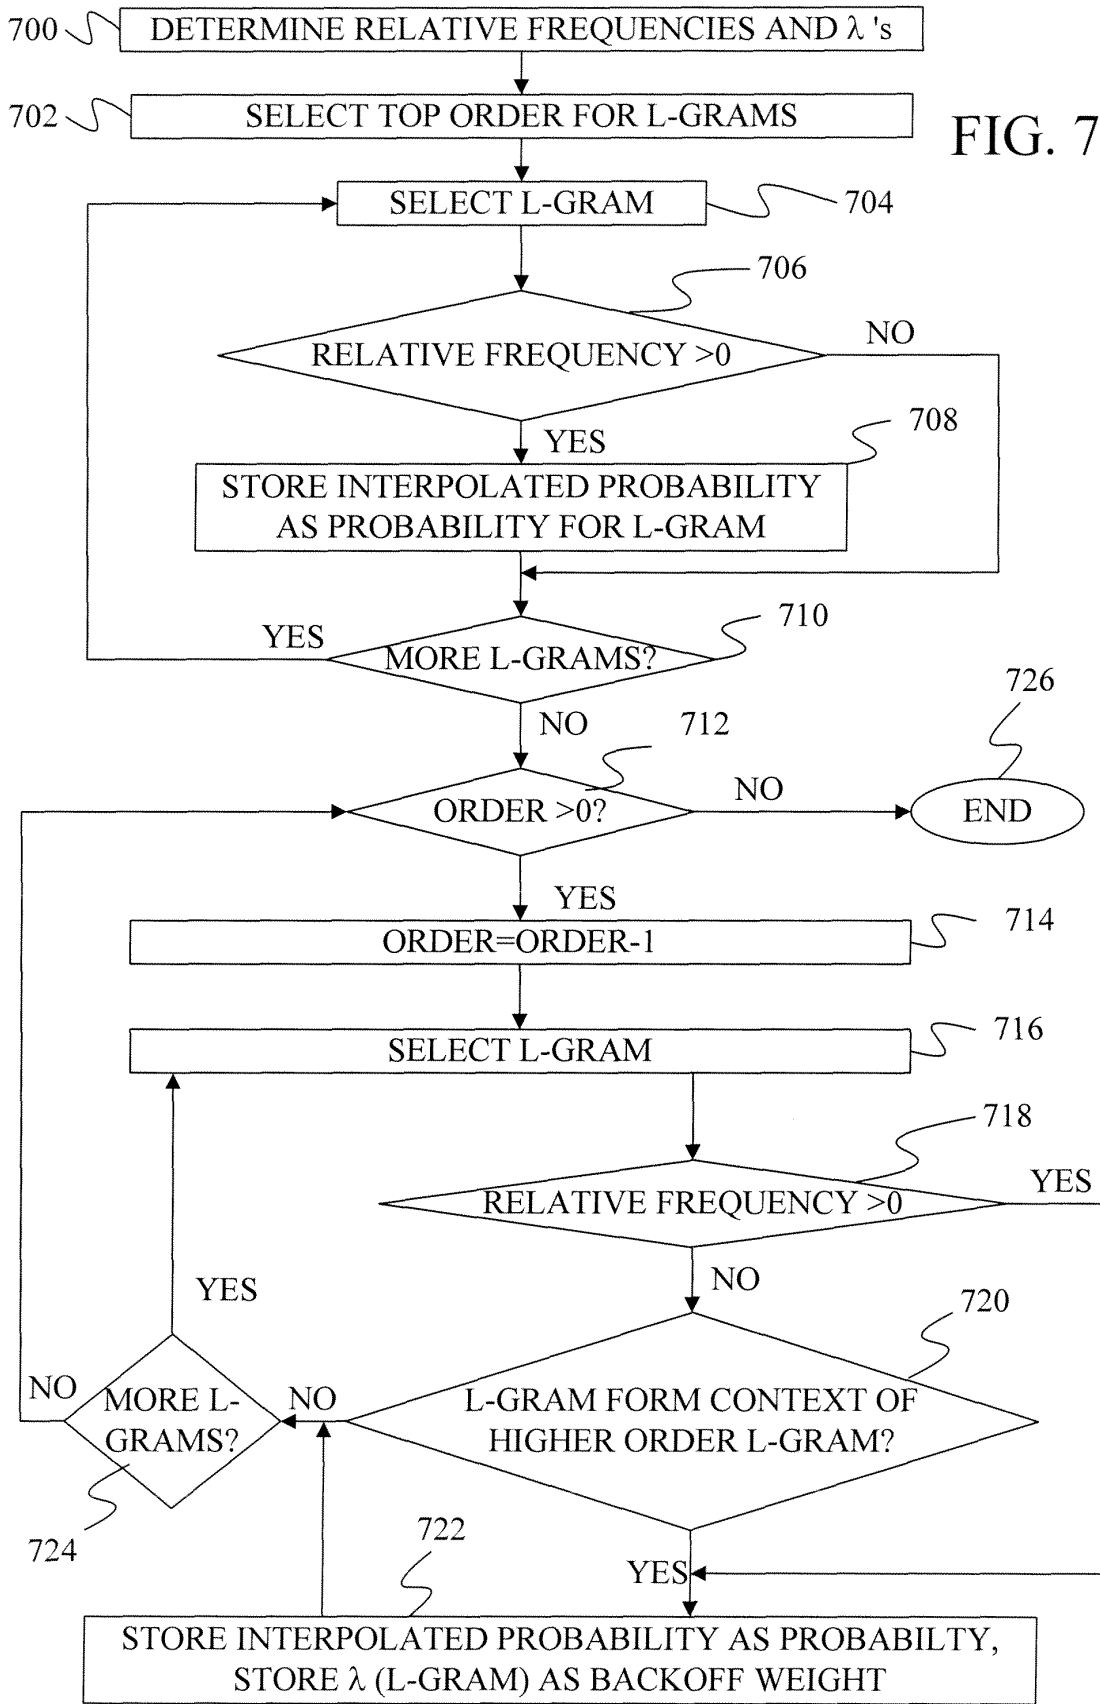 700
DETERMINE RELATIVE FREQUENCIES AND λ 's
702
SELECT TOP ORDER FOR L-GRAMS
FIG. 7
SELECT L-GRAM
704
706
RELATIVE FREQUENCY >0
NO
YES
708
STORE INTERPOLATED PROBABILITY
AS PROBABILITY FOR L-GRAM
YES
MORE L-GRAMS?
710
NO
712
726
ORDER >0?
NO
END
YES
ORDER=ORDER-1
714
SELECT L-GRAM
716
718
RELATIVE FREQUENCY >0
YES
NO
YES
720
NO
MORE L-
GRAMS?
NO
L-GRAM FORM CONTEXT OF
HIGHER ORDER L-GRAM?
724
722
YES
STORE INTERPOLATED PROBABILITY AS PROBABILTY,
STORE λ (L-GRAM) AS BACKOFF WEIGHT